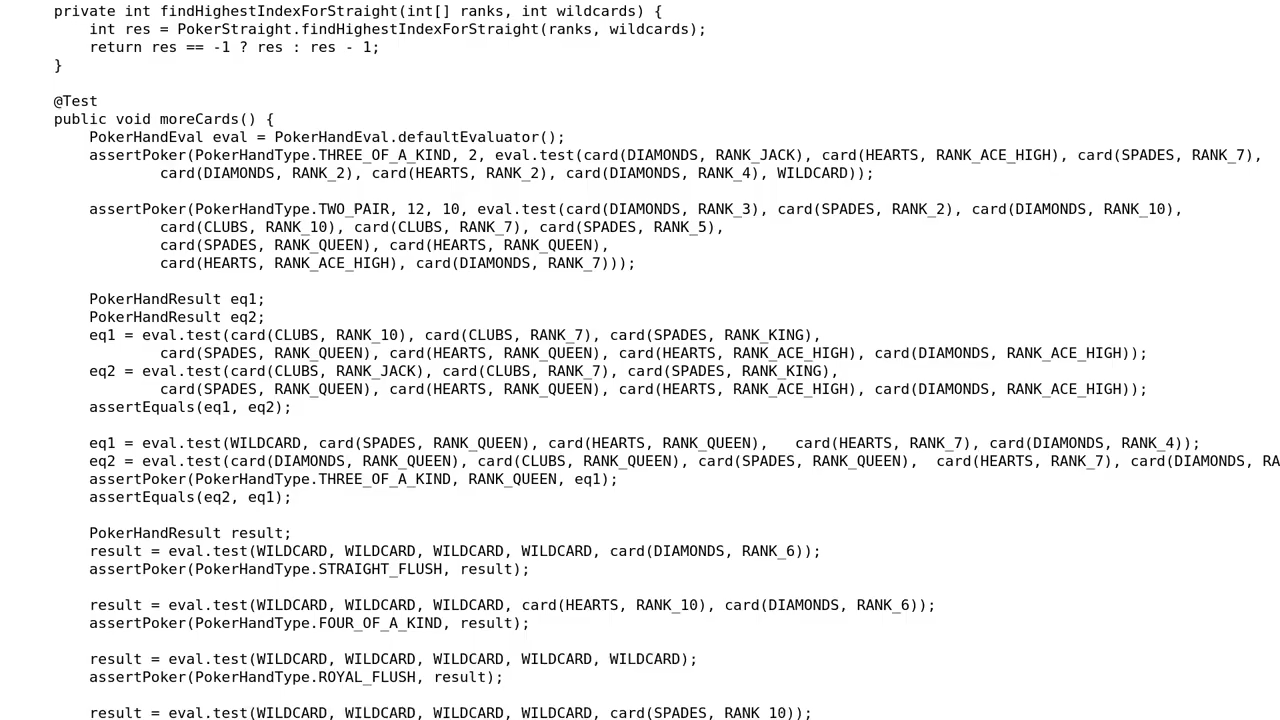 private int findHighestIndexForStraight(int[] ranks, int wildcards) {
int res = PokerStraight.findHighestIndexForStraight(ranks, wildcards);
return res == -1 ? res : res - 1;
}
@Test
public void moreCards() {
PokerHandEval eval = PokerHandEval.defaultEvaluator();
assertPoker(PokerHandType.THREE_OF_A_KIND, 2, eval.test(card(DIAMONDS, RANK_JACK), card(HEARTS, RANK_ACE_HIGH), card(SPADES, RANK_7),
card(DIAMONDS, RANK_2), card(HEARTS, RANK_2), card(DIAMONDS, RANK_4), WILDCARD));
assertPoker(PokerHandType.TWO_PAIR, 12, 10, eval.test(card(DIAMONDS, RANK_3), card(SPADES, RANK_2), card(DIAMONDS, RANK_10),
card(CLUBS, RANK_10), card(CLUBS, RANK_7), card(SPADES, RANK_5),
card(SPADES, RANK_QUEEN), card(HEARTS, RANK_QUEEN),
card(HEARTS, RANK_ACE_HIGH), card(DIAMONDS, RANK_7)));
PokerHandResult eq1;
PokerHandResult eq2;
eq1 = eval.test(card(CLUBS, RANK_10), card(CLUBS, RANK_7), card(SPADES, RANK_KING),
card(SPADES, RANK_QUEEN), card(HEARTS, RANK_QUEEN), card(HEARTS, RANK_ACE_HIGH), card(DIAMONDS, RANK_ACE_HIGH));
eq2 = eval.test(card(CLUBS, RANK_JACK), card(CLUBS, RANK_7), card(SPADES, RANK_KING),
card(SPADES, RANK_QUEEN), card(HEARTS, RANK_QUEEN), card(HEARTS, RANK_ACE_HIGH), card(DIAMONDS, RANK_ACE_HIGH));
assertEquals(eq1, eq2);
eq1 = eval.test(WILDCARD, card(SPADES, RANK_QUEEN), card(HEARTS, RANK_QUEEN),   card(HEARTS, RANK_7), card(DIAMONDS, RANK_4));
eq2 = eval.test(card(DIAMONDS, RANK_QUEEN), card(CLUBS, RANK_QUEEN), card(SPADES, RANK_QUEEN),  card(HEARTS, RANK_7), card(DIAMONDS, RA
assertPoker(PokerHandType.THREE_OF_A_KIND, RANK_QUEEN, eq1);
assertEquals(eq2, eq1);
PokerHandResult result;
result = eval.test(WILDCARD, WILDCARD, WILDCARD, WILDCARD, card(DIAMONDS, RANK_6));
assertPoker(PokerHandType.STRAIGHT_FLUSH, result);
result = eval.test(WILDCARD, WILDCARD, WILDCARD, card(HEARTS, RANK_10), card(DIAMONDS, RANK_6));
assertPoker(PokerHandType.FOUR_OF_A_KIND, result);
result = eval.test(WILDCARD, WILDCARD, WILDCARD, WILDCARD, WILDCARD);
assertPoker(PokerHandType.ROYAL_FLUSH, result);
result = eval.test(WILDCARD, WILDCARD, WILDCARD, WILDCARD, card(SPADES, RANK_10));